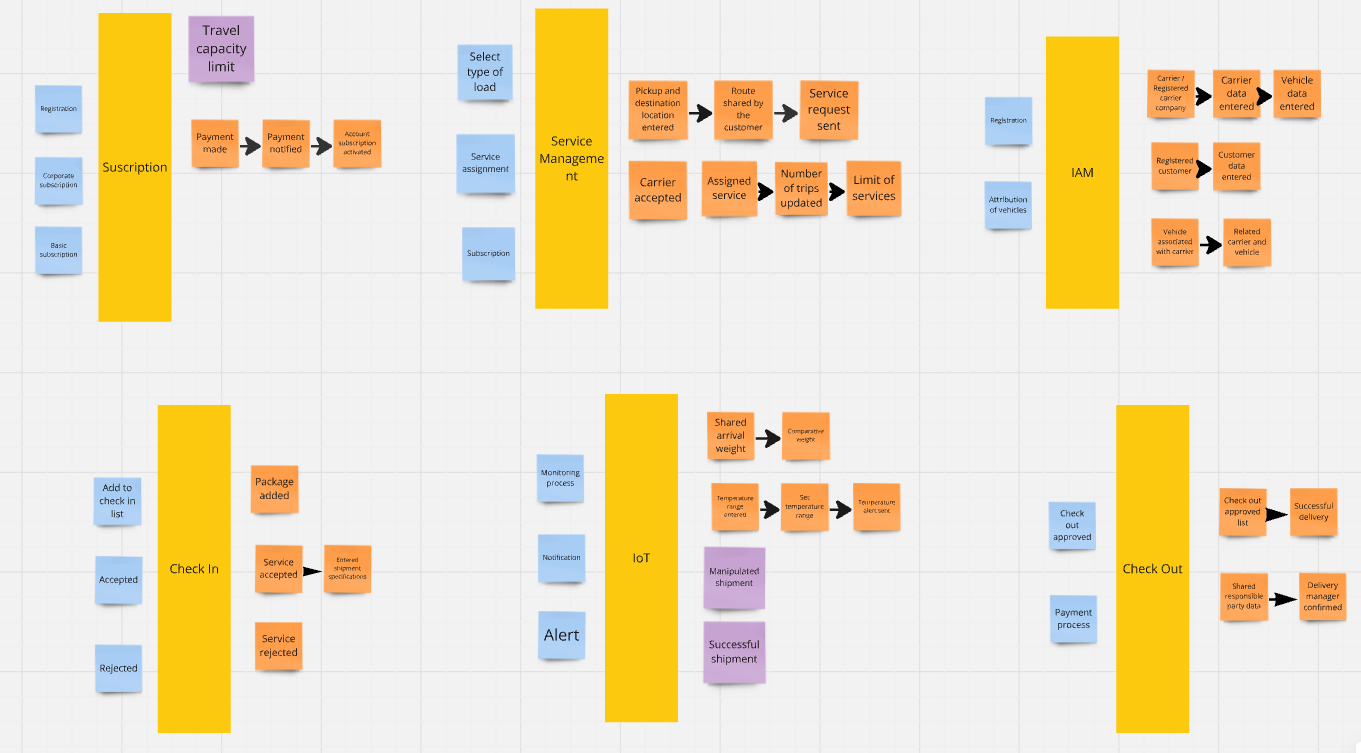 Suscription
Travel
capacity
limit
Registration
Corporate
subscription
Basic
subscription
Payment
made
Payment
notified
Account
subscription
activated
Select
type of
load
Service
assignment
Subscription
Service
Manageme
nt
Pickup and
destination
location
entered
Route
shared by
the
customer
Service
request
sent
Carrier
accepted
Assigned
service
Number
of trips
updated
Limit of
services
Registration
Attribution
of vehicles
IAM
Carrier /
Registered
carrier
company
Carrier
data
entered
Vehicle
data
entered
Registered
customer
Customer
data
entered
Vehicle
associated
with carrier
Related
carrier and
vehicle
Add to
check in
list
Accepted
Rejected
Check In
Package
added
Service
accepted
Entered
shipment
specifications
Service
rejected
Monitoring
process
Notification
Alert
IoT
Shared
arrival
weight
Comparative
weight
Temperature
range
entered
Set
temperature
range
Temperature
alert sent
Manipulated
shipment
Successful
shipment
Check
out
approved
Payment
process
Check Out
Check out
approved
list
Successful
delivery
Shared
responsible
party data
Delivery
manager
confirmed